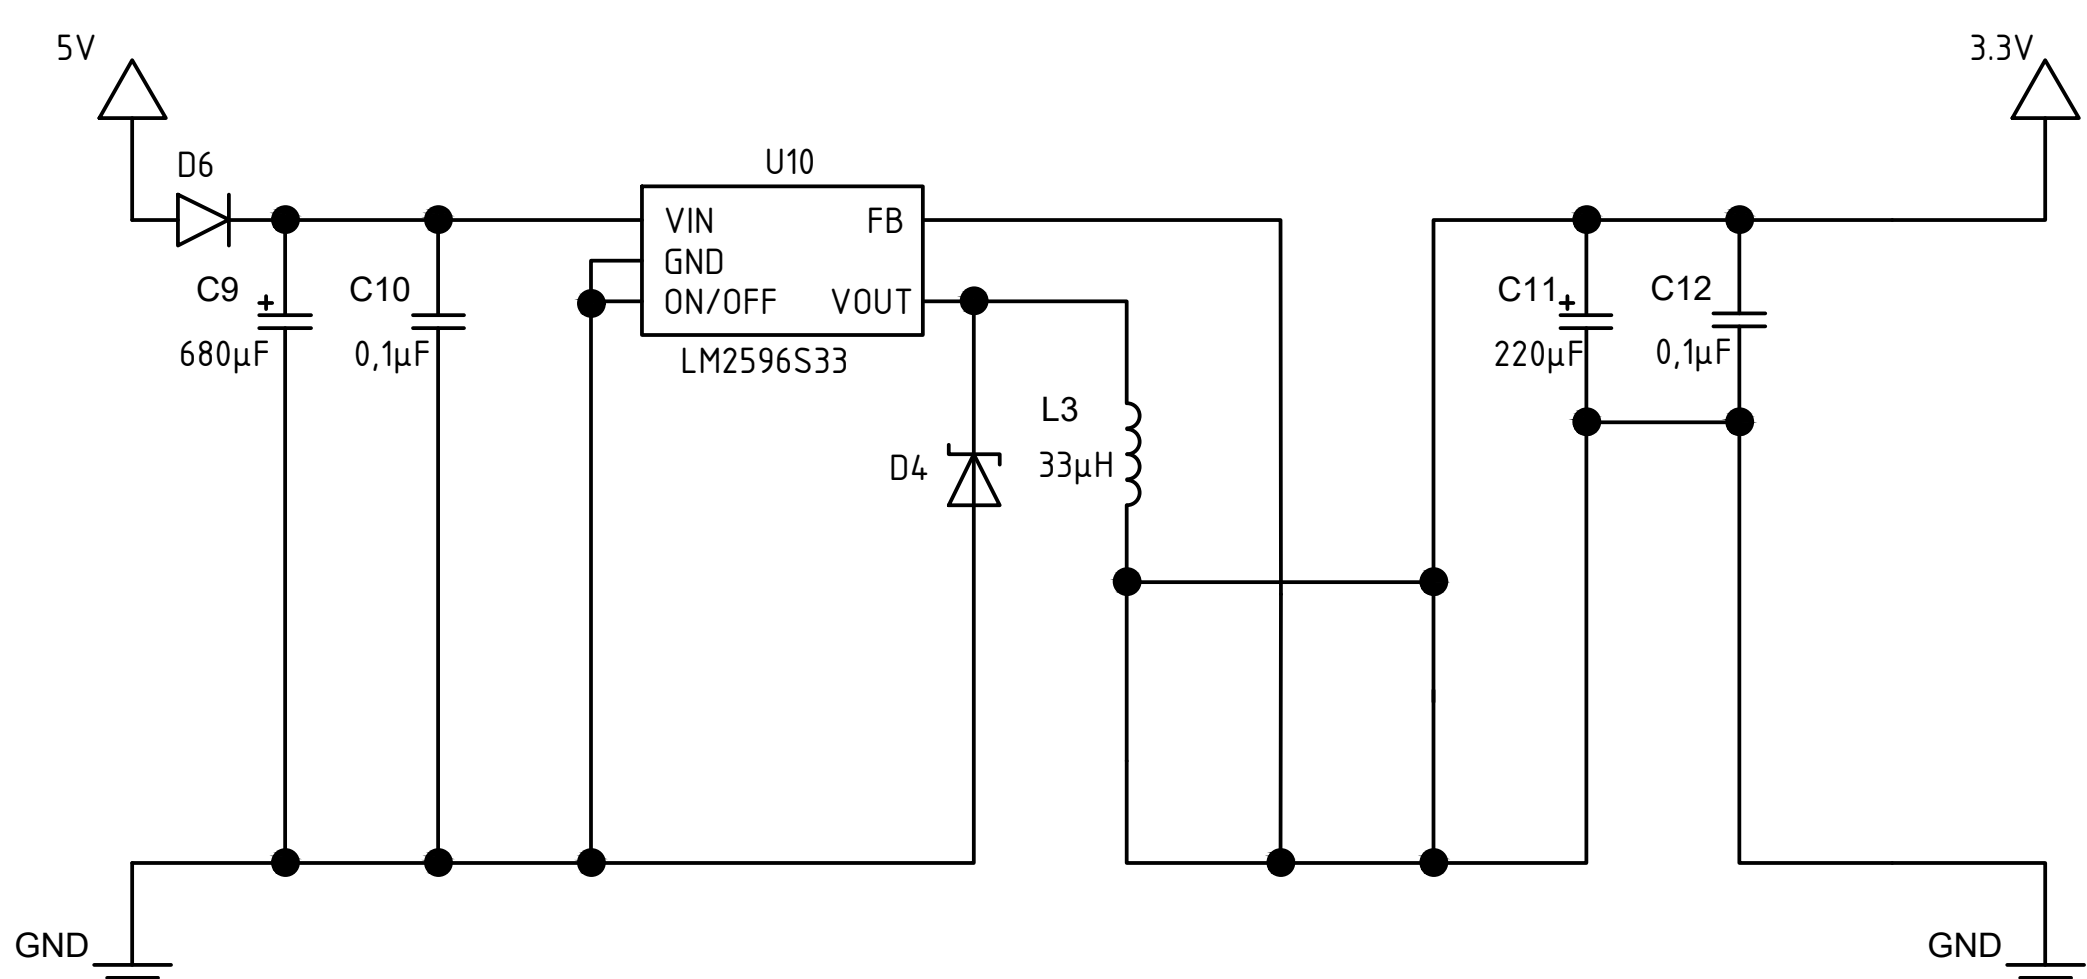 5V
3.3V
D6
U10
VIN
FB
GND
ON/OFF
VOUT
LM2596S33
C9
+
680µF
C10
0,1µF
C11
+
220µF
C12
0,1µF
L3
33µH
D4
GND
GND